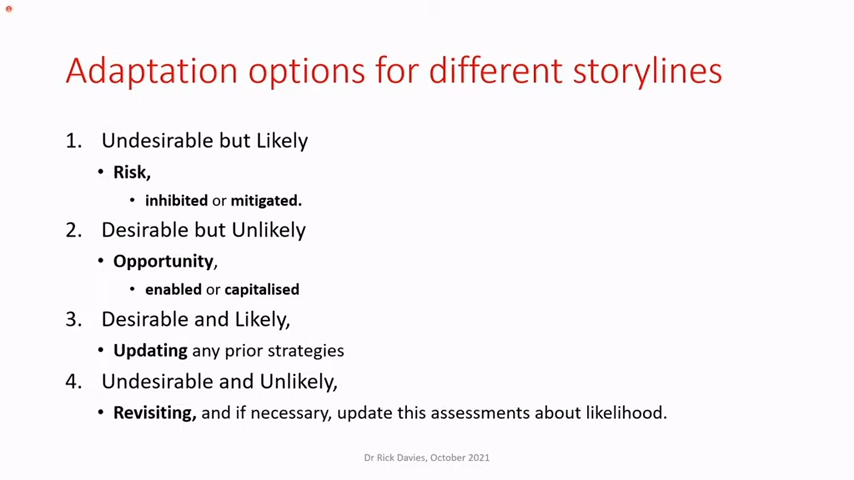 Adaptation options for different storylines
1. Undesirable but Likely
• Risk,
• inhibited or mitigated.
2. Desirable but Unlikely
• Opportunity,
• enabled or capitalised
3. Desirable and Likely,
• Updating any prior strategies
4. Undesirable and Unlikely,
• Revisiting, and if necessary, update this assessments about likelihood.
Dr Rick Davies, October 2021